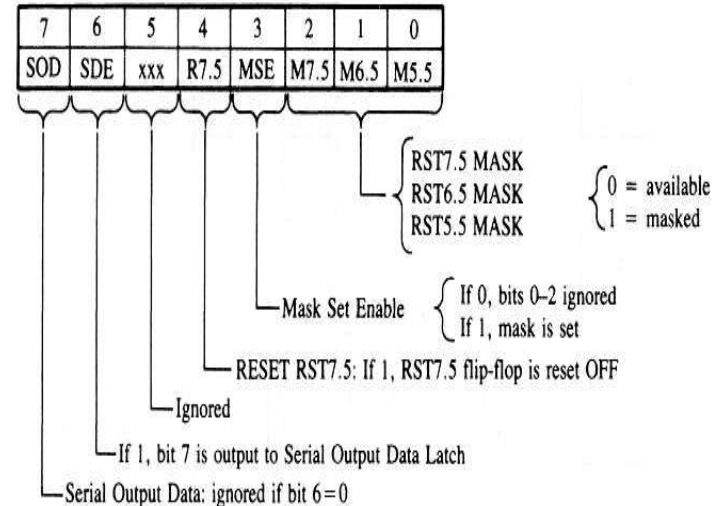 7 6 5 4 3 2 1 0
SOD SDE xxx R7.5 MSE M7.5 M6.5 M5.5
RST7.5 MASK
RST6.5 MASK
RST5.5 MASK
0 = available
1 = masked
Mask Set Enable
If 0, bits 0–2 ignored
If 1, mask is set
RESET RST7.5: If 1, RST7.5 flip-flop is reset OFF
Ignored
If 1, bit 7 is output to Serial Output Data Latch
Serial Output Data: ignored if bit 6=0